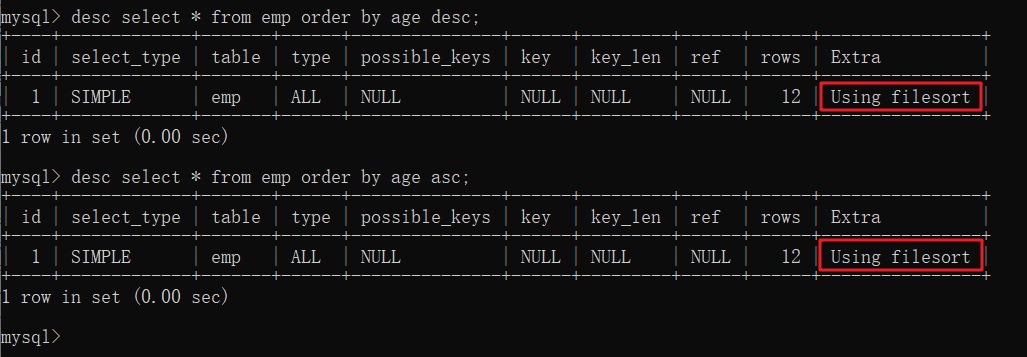 mysql> desc select * from emp order by age desc;
+----+-------------+-------+------+---------------+------+---------+------+------+----------------+
| id | select_type | table | type | possible_keys | key | key_len | ref | rows | Extra |
+----+-------------+-------+------+---------------+------+---------+------+------+----------------+
| 1 | SIMPLE | emp | ALL | NULL | NULL | NULL | NULL | 12 | Using filesort |
+----+-------------+-------+------+---------------+------+---------+------+------+----------------+
1 row in set (0.00 sec)
mysql> desc select * from emp order by age asc;
+----+-------------+-------+------+---------------+------+---------+------+------+----------------+
| id | select_type | table | type | possible_keys | key | key_len | ref | rows | Extra |
+----+-------------+-------+------+---------------+------+---------+------+------+----------------+
| 1 | SIMPLE | emp | ALL | NULL | NULL | NULL | NULL | 12 | Using filesort |
+----+-------------+-------+------+---------------+------+---------+------+------+----------------+
1 row in set (0.00 sec)
mysql>